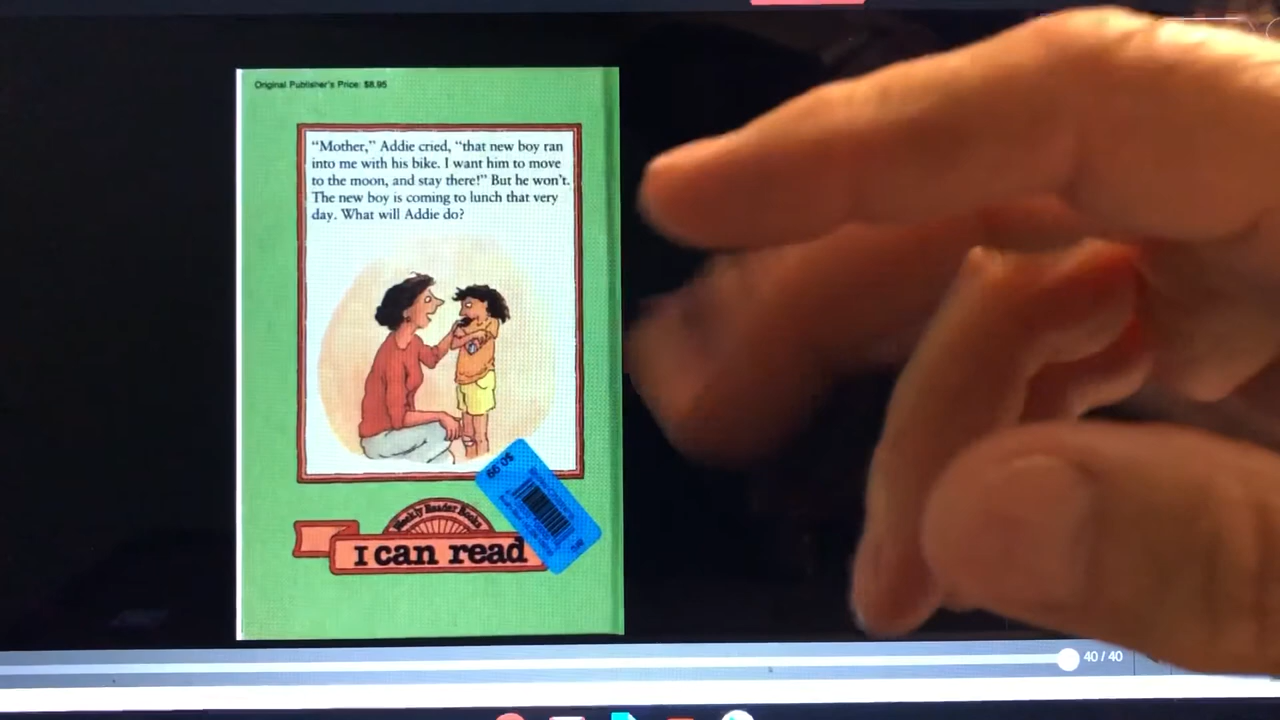 Original Publisher's Price: $8.95
“Mother,” Addie cried, “that new boy ran
into me with his bike. I want him to move
to the moon, and stay there!” But he won’t.
The new boy is coming to lunch that very
day. What will Addie do?
Weekly Reader Books
I can read
40 / 40